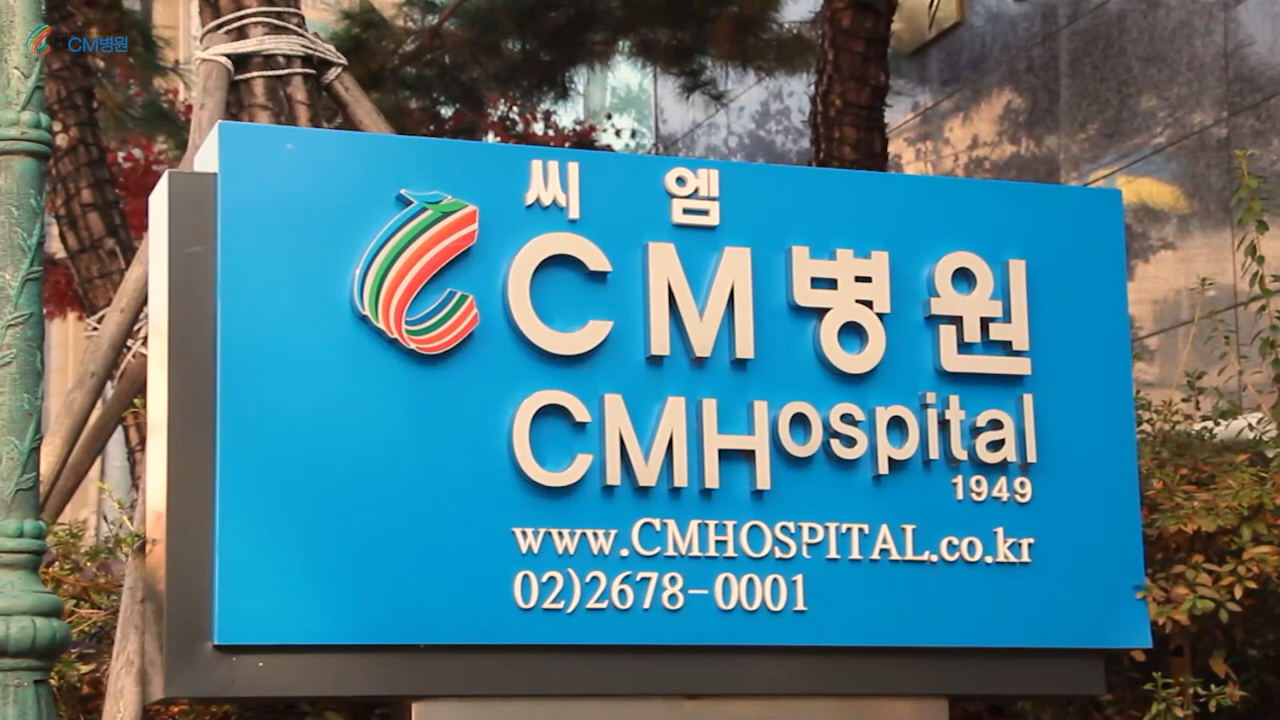 CM병원
씨 엠
CM병원
CMHospital
1949
www.CMHOSPITAL.co.kr
02)2678-0001